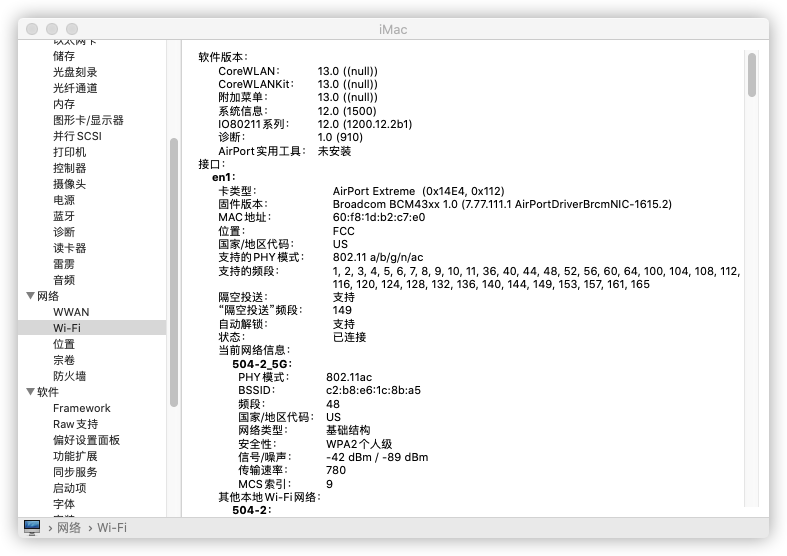 iMac
以太网卡
储存
光盘刻录
光纤通道
内存
图形卡/显示器
并行 SCSI
打印机
控制器
摄像头
电源
蓝牙
诊断
读卡器
雷雳
音频
网络
WWAN
Wi-Fi
位置
宗卷
防火墙
软件
Framework
Raw 支持
偏好设置面板
功能扩展
同步服务
启动项
字体
软件版本：
CoreWLAN： 13.0 ((null))
CoreWLANKit： 13.0 ((null))
附加菜单： 13.0 ((null))
系统信息： 12.0 (1500)
IO80211 系列： 12.0 (1200.12.2b1)
诊断： 1.0 (910)
AirPort 实用工具： 未安装
接口：
en1：
卡类型： AirPort Extreme (0x14E4, 0x112)
固件版本： Broadcom BCM43xx 1.0 (7.77.111.1 AirPortDriverBrcmNIC-1615.2)
MAC 地址： 60:f8:1d:b2:c7:e0
位置： FCC
国家/地区代码： US
支持的 PHY 模式： 802.11 a/b/g/n/ac
支持的频段： 1, 2, 3, 4, 5, 6, 7, 8, 9, 10, 11, 36, 40, 44, 48, 52, 56, 60, 64, 100, 104, 108, 112,
116, 120, 124, 128, 132, 136, 140, 144, 149, 153, 157, 161, 165
隔空投送： 支持
“隔空投送”频段： 149
自动解锁： 支持
状态： 已连接
当前网络信息：
504-2_5G：
PHY 模式： 802.11ac
BSSID： c2:b8:e6:1c:8b:a5
频段： 48
国家/地区代码： US
网络类型： 基础结构
安全性： WPA2 个人级
信号/噪声： -42 dBm / -89 dBm
传输速率： 780
MCS 索引： 9
其他本地 Wi-Fi 网络：
504-2：
网络 › Wi-Fi